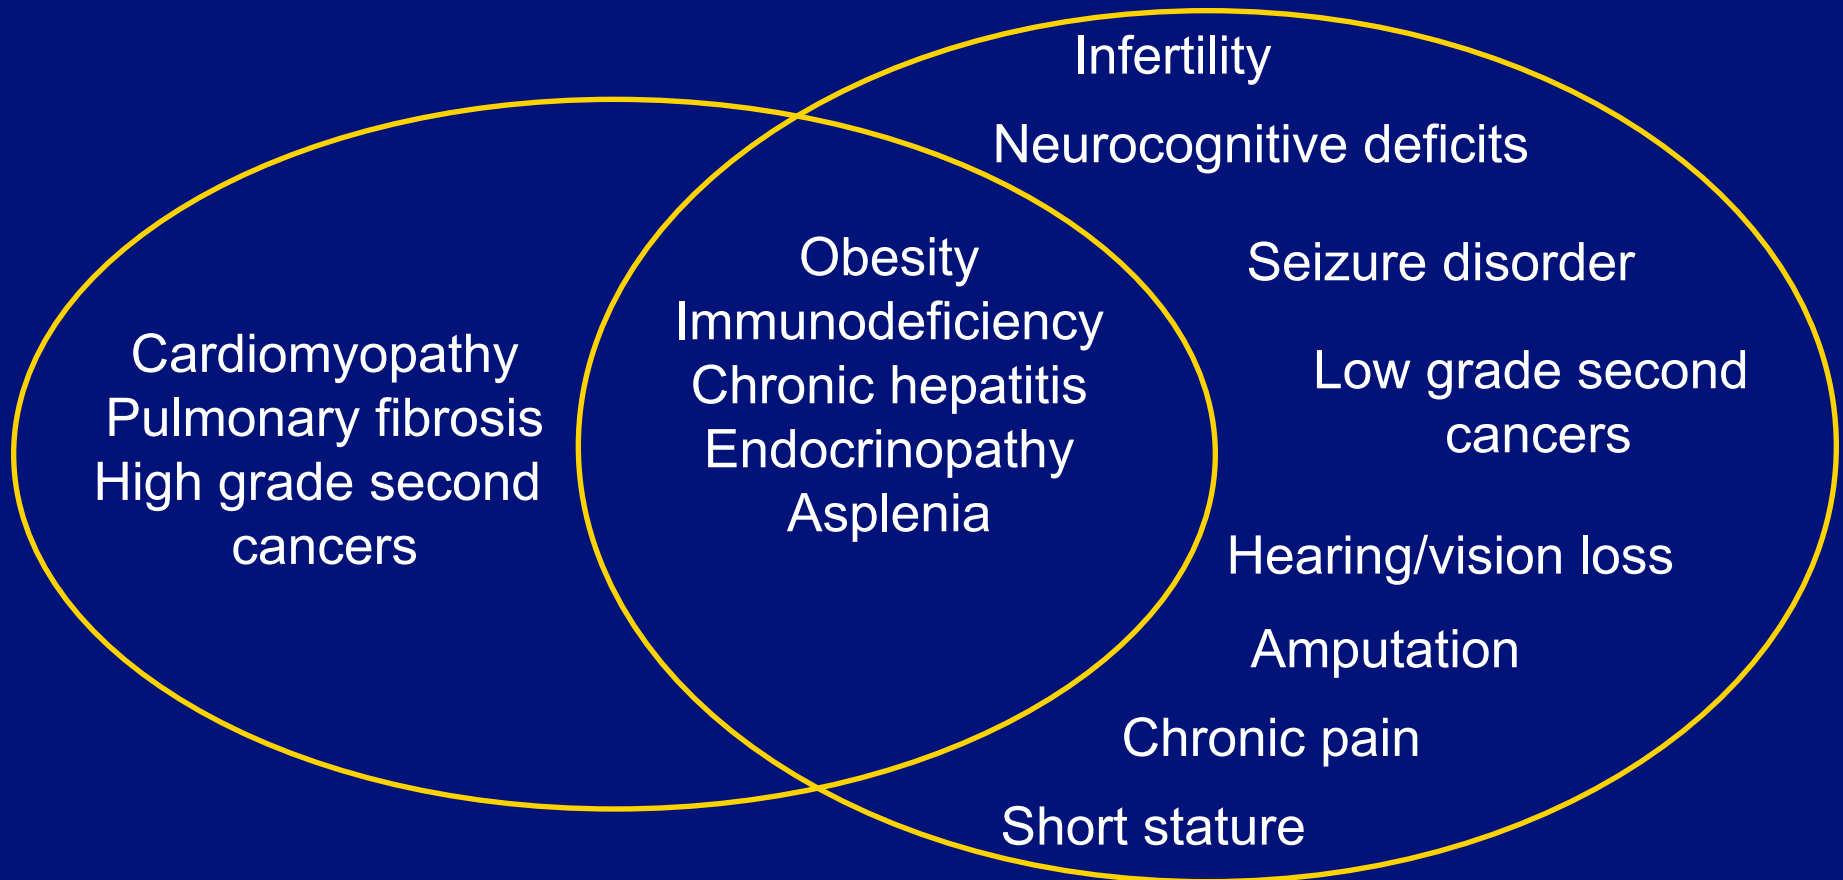 Infertility
Neurocognitive deficits
Obesity
Immunodeficiency
Chronic hepatitis
Endocrinopathy
Asplenia
Seizure disorder
Cardiomyopathy
Pulmonary fibrosis
High grade second
cancers
Low grade second
cancers
Hearing/vision loss
Amputation
Chronic pain
Short stature